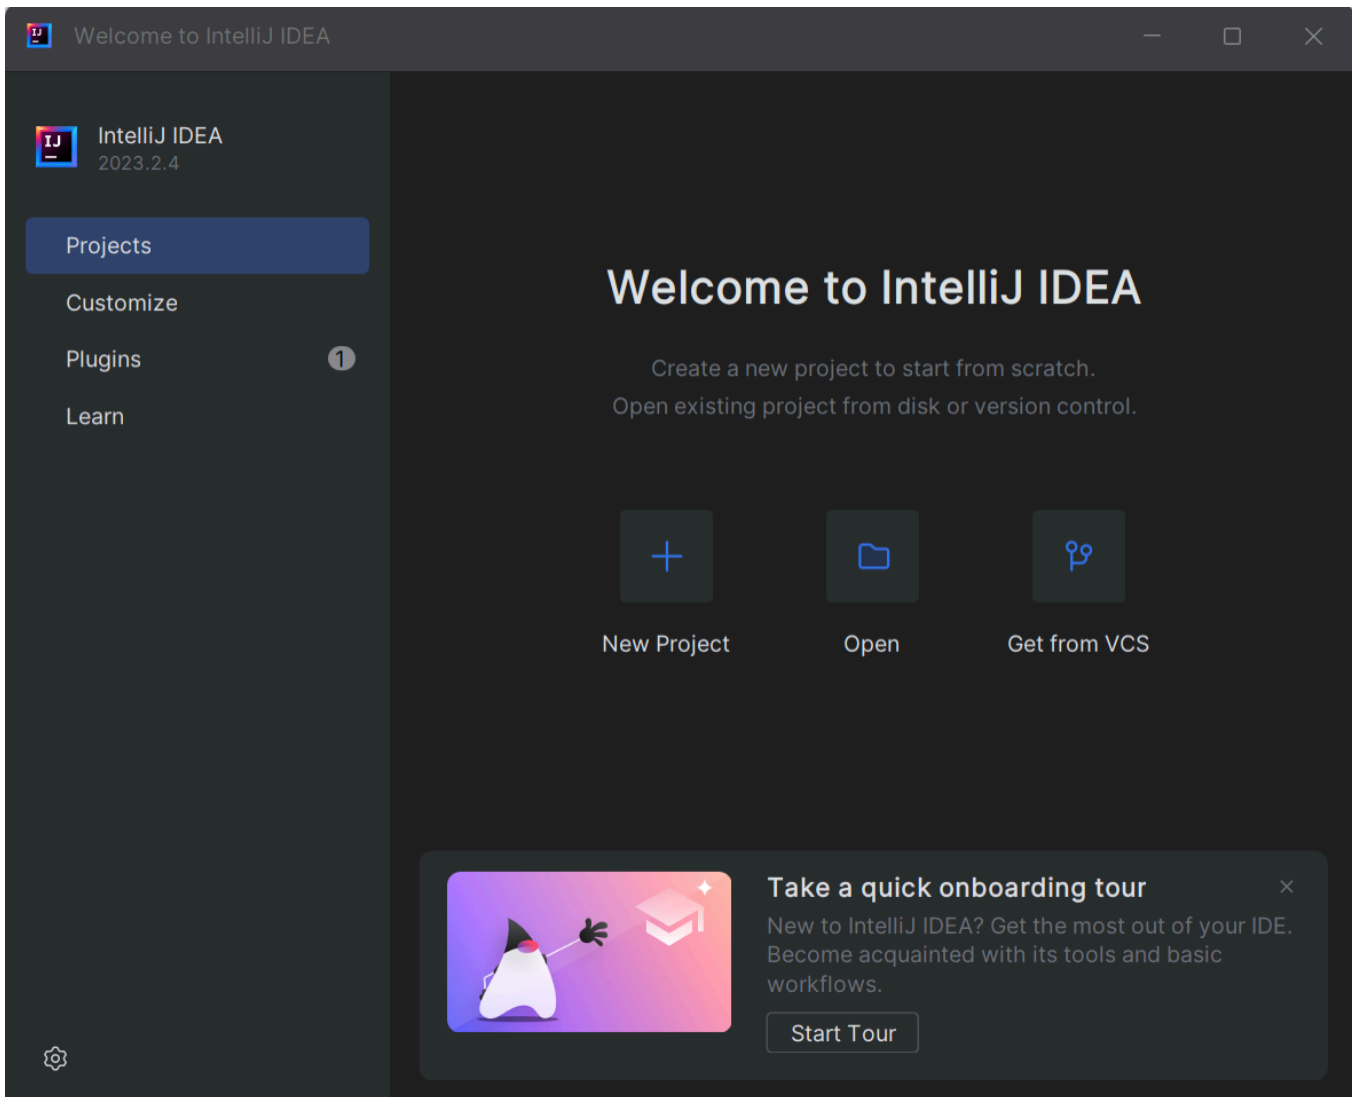 Welcome to IntelliJ IDEA
IJ
IntelliJ IDEA
2023.2.4
Projects
Customize
Plugins 1
Learn
Welcome to IntelliJ IDEA
Create a new project to start from scratch.
Open existing project from disk or version control.
New Project Open Get from VCS
Take a quick onboarding tour
New to IntelliJ IDEA? Get the most out of your IDE.
Become acquainted with its tools and basic
workflows.
Start Tour